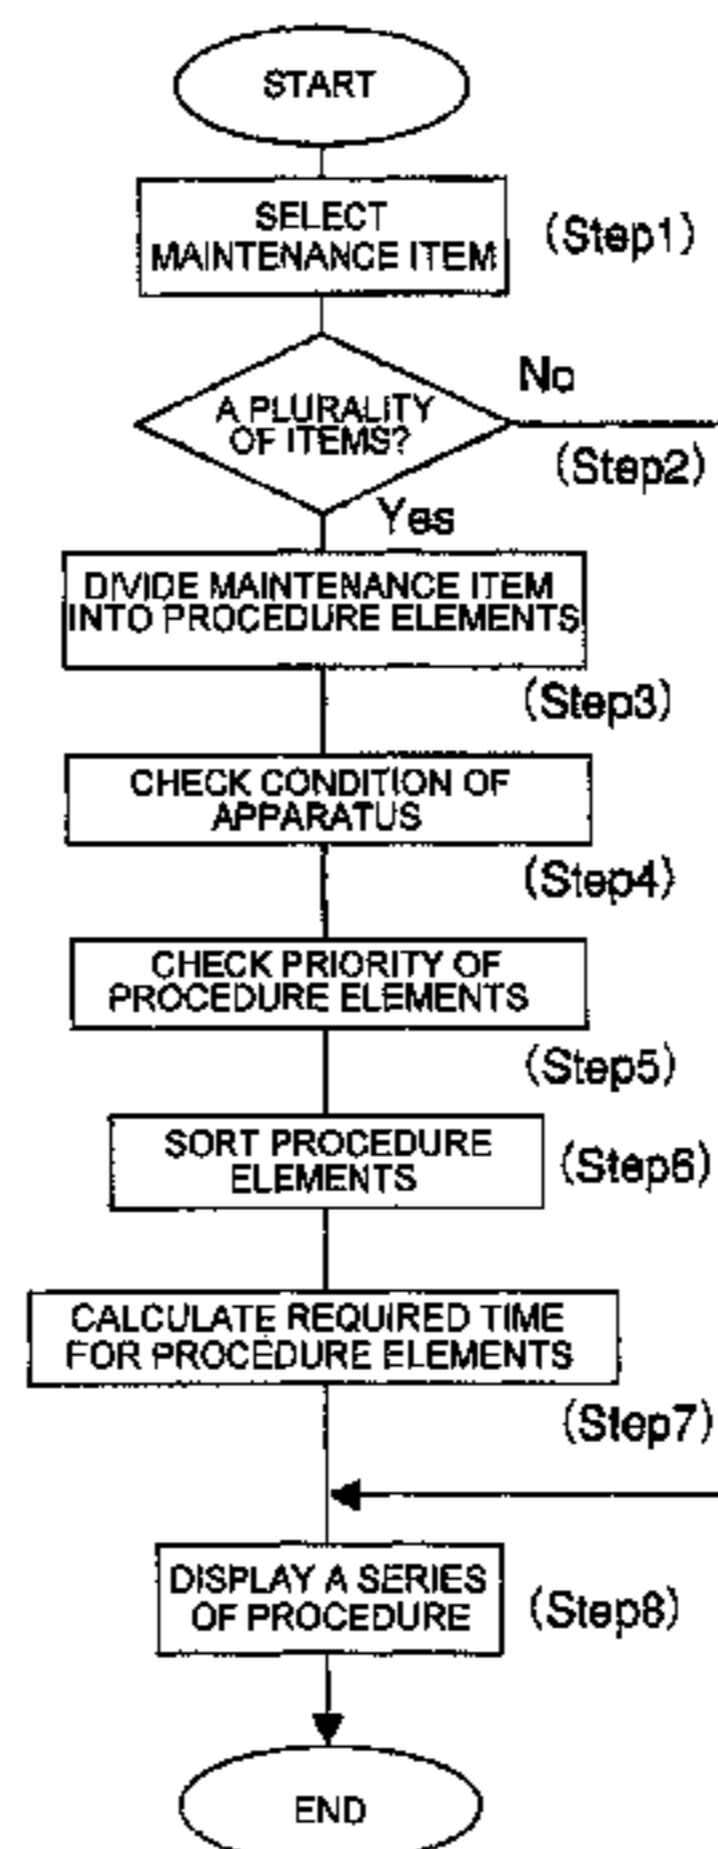 START
SELECT
MAINTENANCE ITEM
(Step1)
A PLURALITY
OF ITEMS?
No
(Step2)
Yes
DIVIDE MAINTENANCE ITEM
INTO PROCEDURE ELEMENTS
(Step3)
CHECK CONDITION OF
APPARATUS
(Step4)
CHECK PRIORITY OF
PROCEDURE ELEMENTS
(Step5)
SORT PROCEDURE
ELEMENTS
(Step6)
CALCULATE REQUIRED TIME
FOR PROCEDURE ELEMENTS
(Step7)
DISPLAY A SERIES
OF PROCEDURE
(Step8)
END